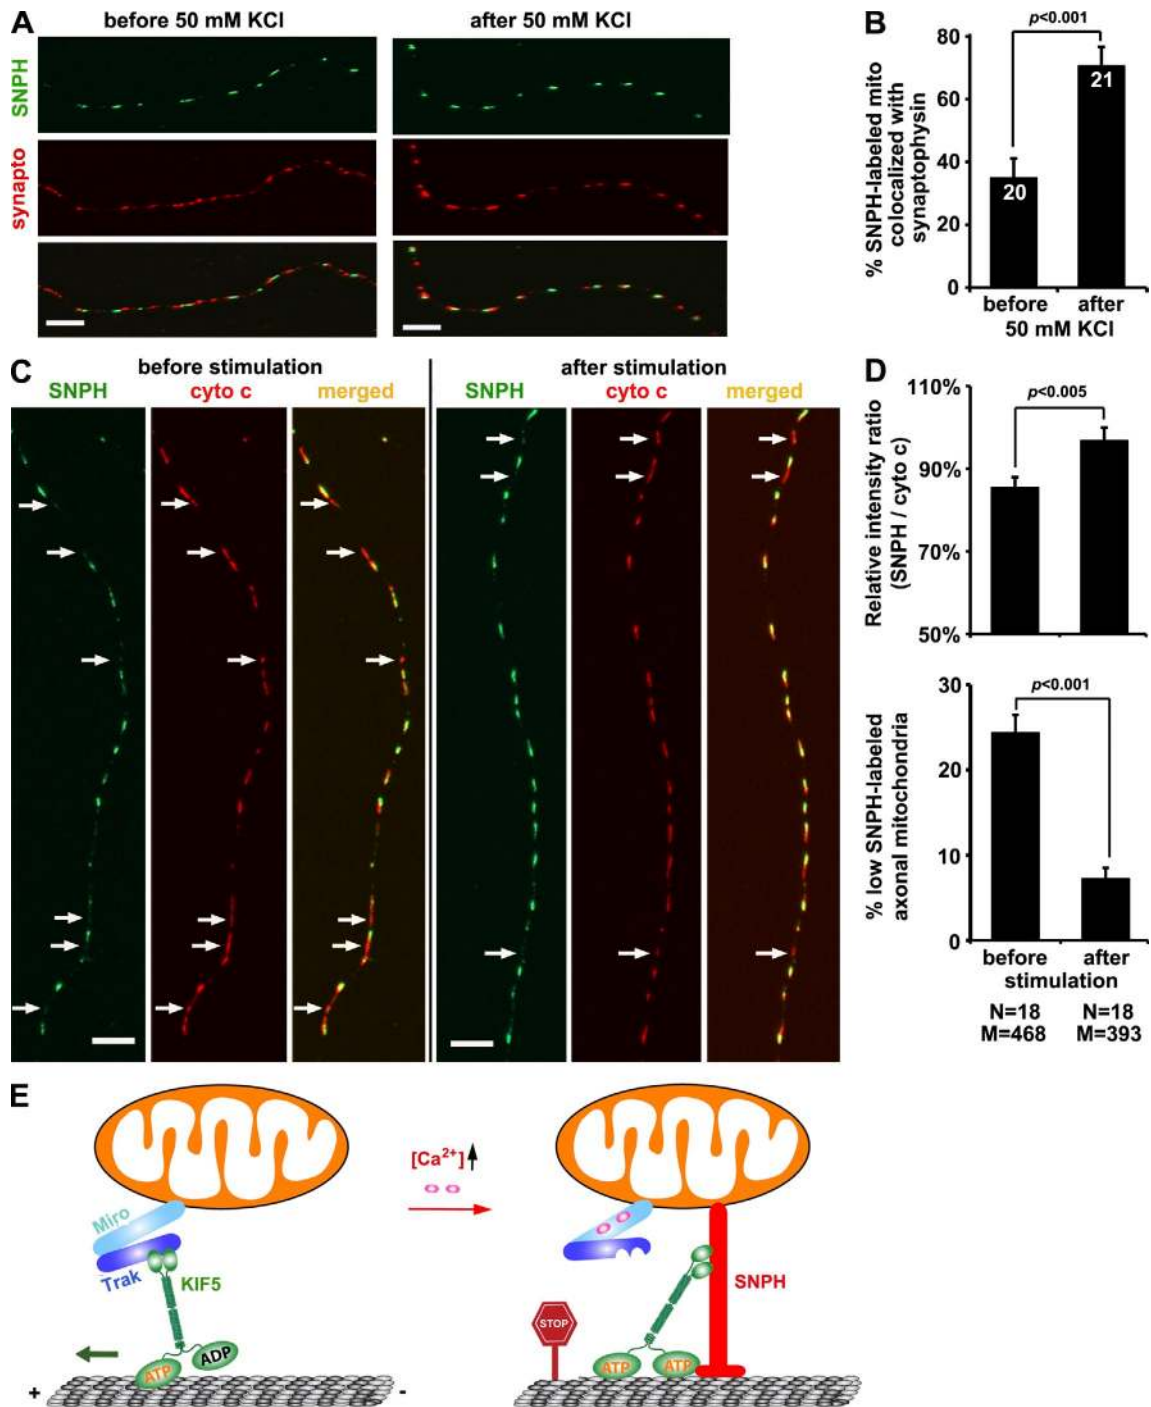 A
before 50 mM KCl
after 50 mM KCl
SNPH
synapto
B
p<0.001
80
60
40
20
0
% SNPH-labeled mito
colocalized with
synaptophysin
20
21
before
after
50 mM KCl
C
before stimulation
after stimulation
SNPH
cyto c
merged
SNPH
cyto c
merged
D
110%
90%
70%
50%
Relative intensity ratio
(SNPH / cyto c)
p<0.005
30
20
10
0
% low SNPH-labeled
axonal mitochondria
p<0.001
before
after
stimulation
N=18
N=18
M=468
M=393
E
Miro
Trak
KIF5
ATP
ADP
+
-
[Ca2+]
STOP
SNPH
ATP
ATP